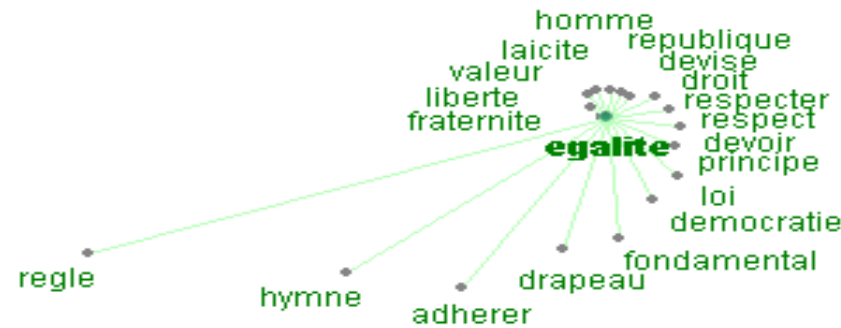 homme
republique
laicite
devise
valeur
droit
liberte
respecter
fraternite
respect
egalite
devoir
principe
loi
democratie
fondamental
regle
drapeau
hymne
adherer